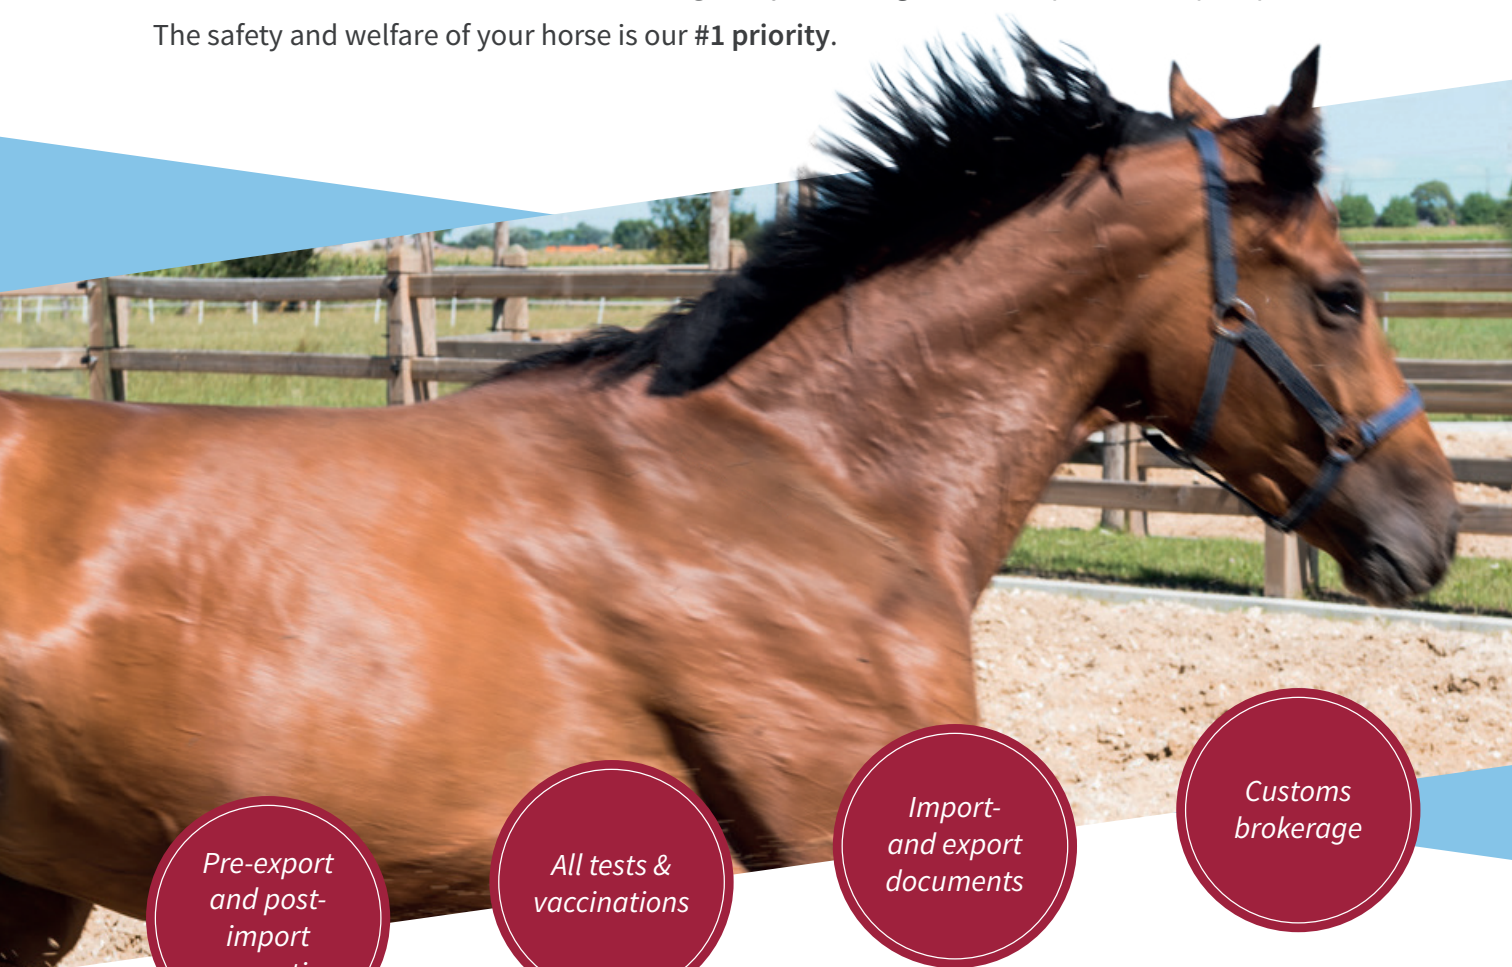 The safety and welfare of your horse is our #1 priority.
Pre-export
and post-
import
All tests &
vaccinations
Import-
and export
documents
Customs
brokerage